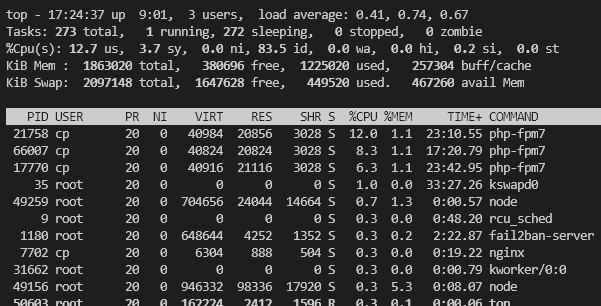 top - 17:24:37 up  9:01,  3 users,  load average: 0.41, 0.74, 0.67
Tasks: 273 total,   1 running, 272 sleeping,   0 stopped,   0 zombie
%Cpu(s): 12.7 us,  3.7 sy,  0.0 ni, 83.5 id,  0.0 wa,  0.0 hi,  0.2 si,  0.0 st
KiB Mem :  1863020 total,   380696 free,  1225020 used,   257304 buff/cache
KiB Swap:  2097148 total,  1647628 free,   449520 used.   467260 avail Mem
PID USER PR NI VIRT RES SHR S %CPU %MEM TIME+ COMMAND
21758 cp 20 0 40984 20856 3028 S 12.0 1.1 23:10.55 php-fpm7
66007 cp 20 0 40824 20824 3028 S 8.3 1.1 17:20.79 php-fpm7
17770 cp 20 0 40916 21116 3028 S 6.3 1.1 23:42.95 php-fpm7
35 root 20 0 0 0 0 S 1.0 0.0 33:27.26 kswapd0
49259 root 20 0 704656 24044 14664 S 0.7 1.3 0:00.57 node
9 root 20 0 0 0 0 S 0.3 0.0 0:48.20 rcu_sched
1180 root 20 0 648644 4252 1352 S 0.3 0.2 2:22.87 fail2ban-server
7702 cp 20 0 6304 888 504 S 0.3 0.0 0:19.22 nginx
31662 root 20 0 0 0 0 S 0.3 0.0 0:00.79 kworker/0:0
49156 root 20 0 946332 98336 17920 S 0.3 5.3 0:08.07 node
50603 root 20 0 162224 2412 1596 R 0.3 0.1 0:00.06 top